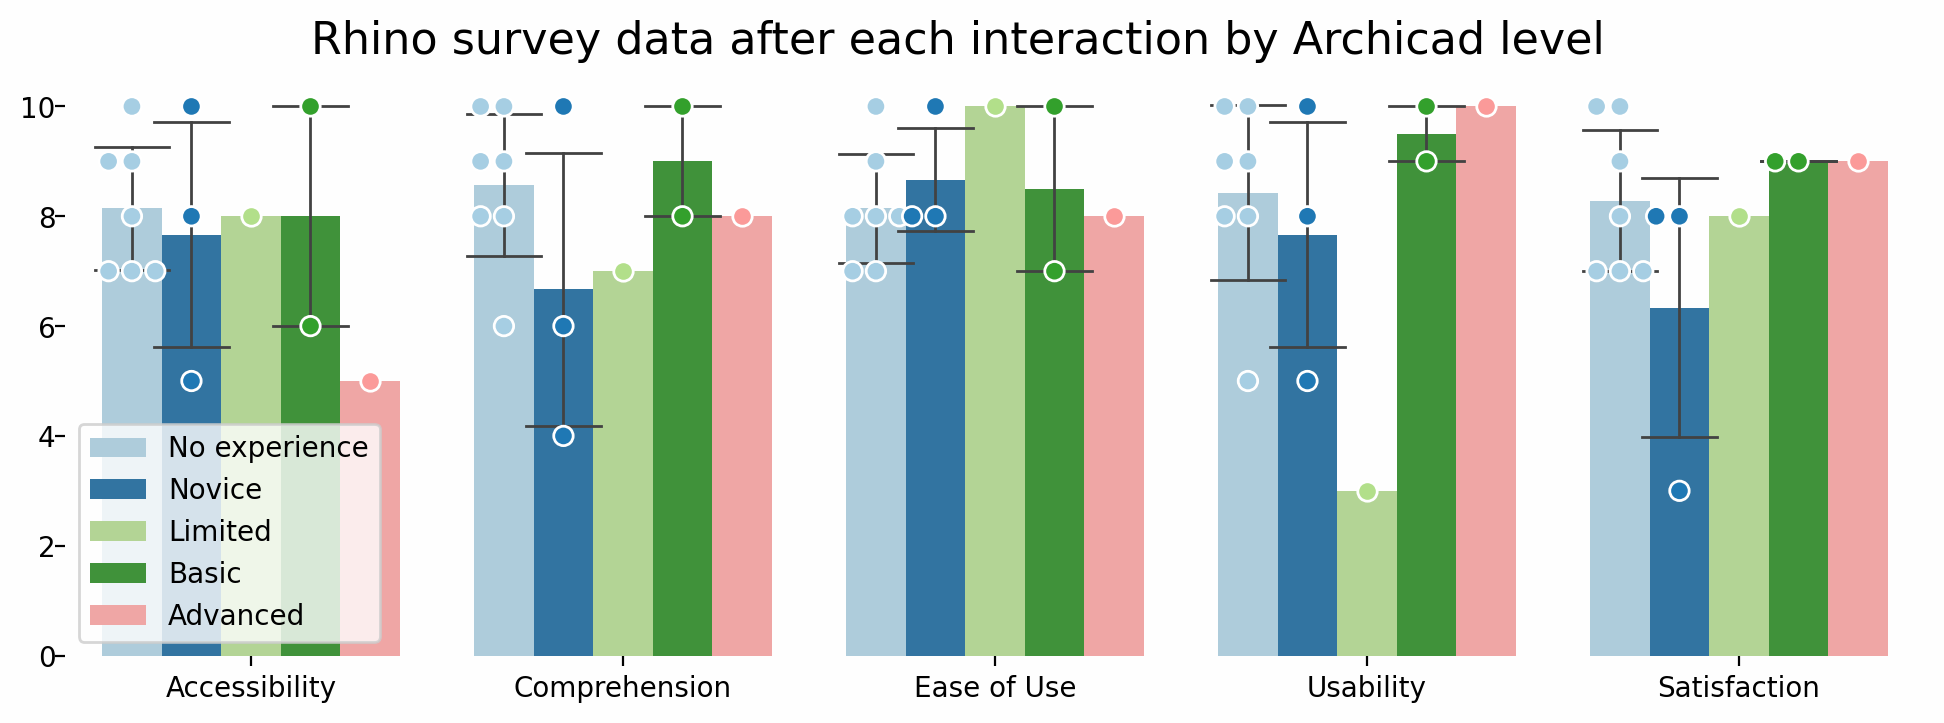 Rhino survey data after each interaction by Archicad level
10
8
6
4
2
0
No experience
Novice
Limited
Basic
Advanced
Accessibility
Comprehension
Ease of Use
Usability
Satisfaction